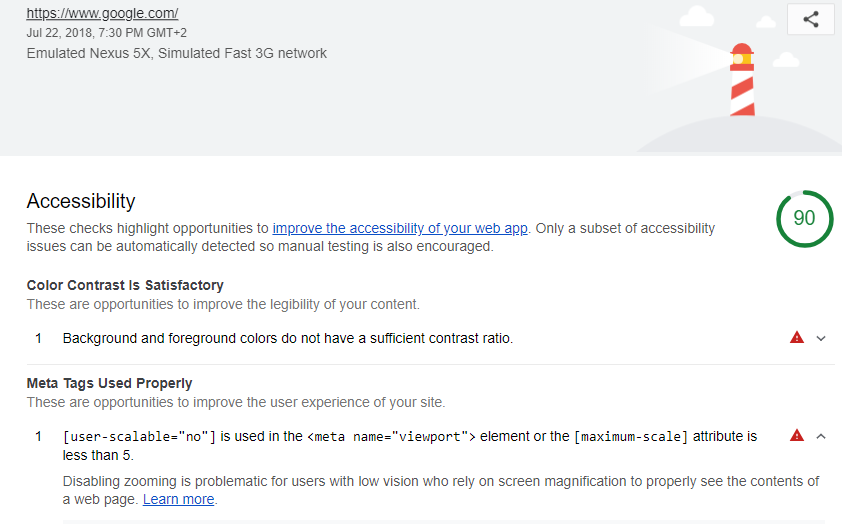 https://www.google.com/
Jul 22, 2018, 7:30 PM GMT+2
Emulated Nexus 5X, Simulated Fast 3G network
Accessibility
90
These checks highlight opportunities to improve the accessibility of your web app. Only a subset of accessibility
issues can be automatically detected so manual testing is also encouraged.
Color Contrast Is Satisfactory
These are opportunities to improve the legibility of your content.
1 Background and foreground colors do not have a sufficient contrast ratio.
Meta Tags Used Properly
These are opportunities to improve the user experience of your site.
1 [user-scalable="no"] is used in the <meta name="viewport"> element or the [maximum-scale] attribute is
less than 5.
Disabling zooming is problematic for users with low vision who rely on screen magnification to properly see the contents of
a web page. Learn more.